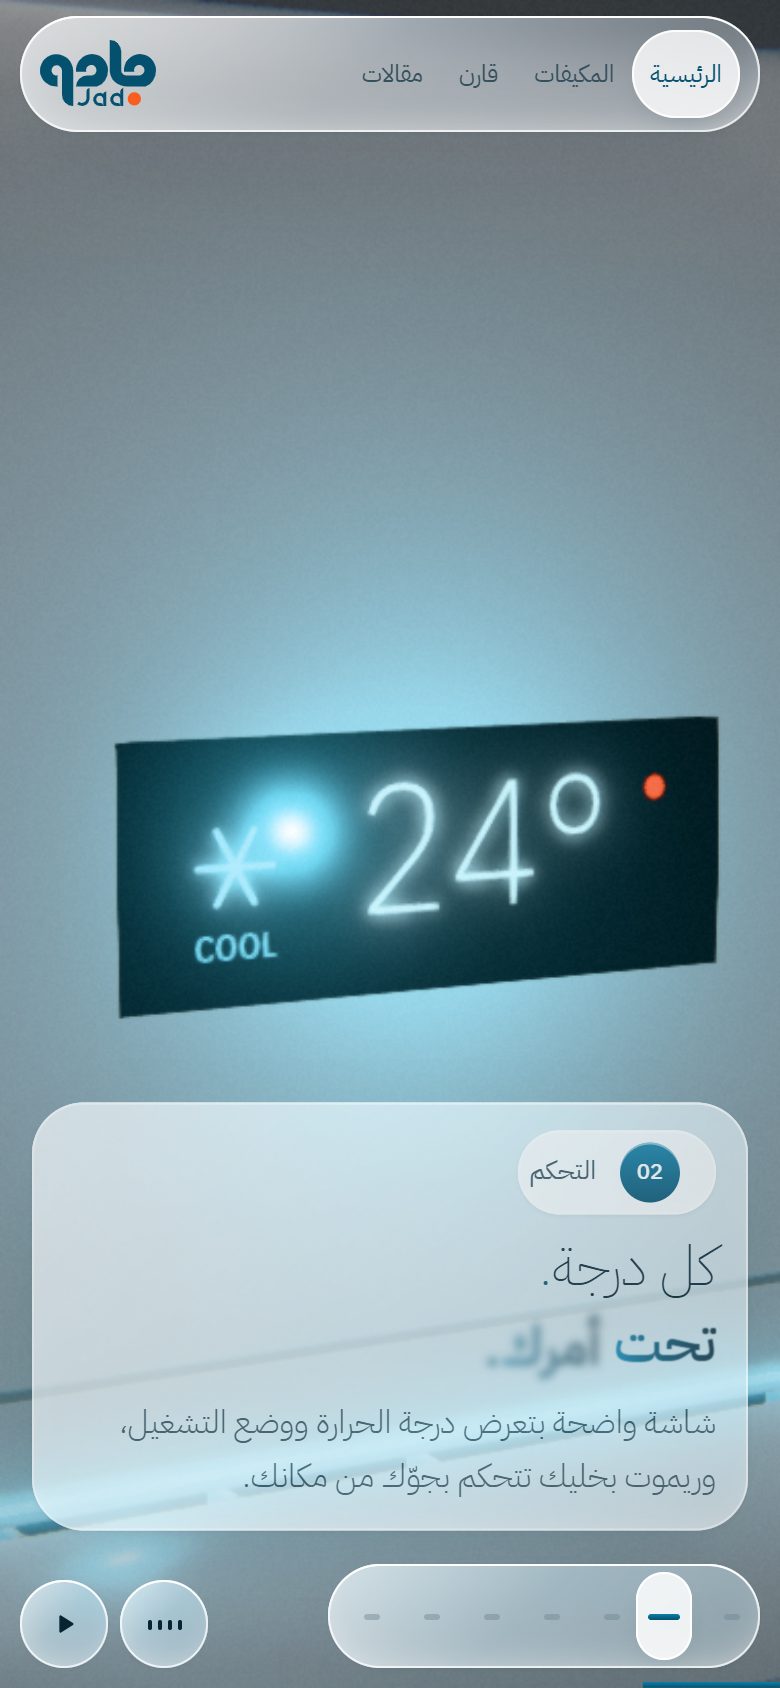 الرئيسية
المكيفات
قارن
مقالات
جادو
Jad
COOL
24°
02
التحكم
كل درجة.
تحت أمرك.
شاشة واضحة بتعرض درجة الحرارة ووضع التشغيل،
وريموت بخليك تتحكم بجوّك من مكانك.